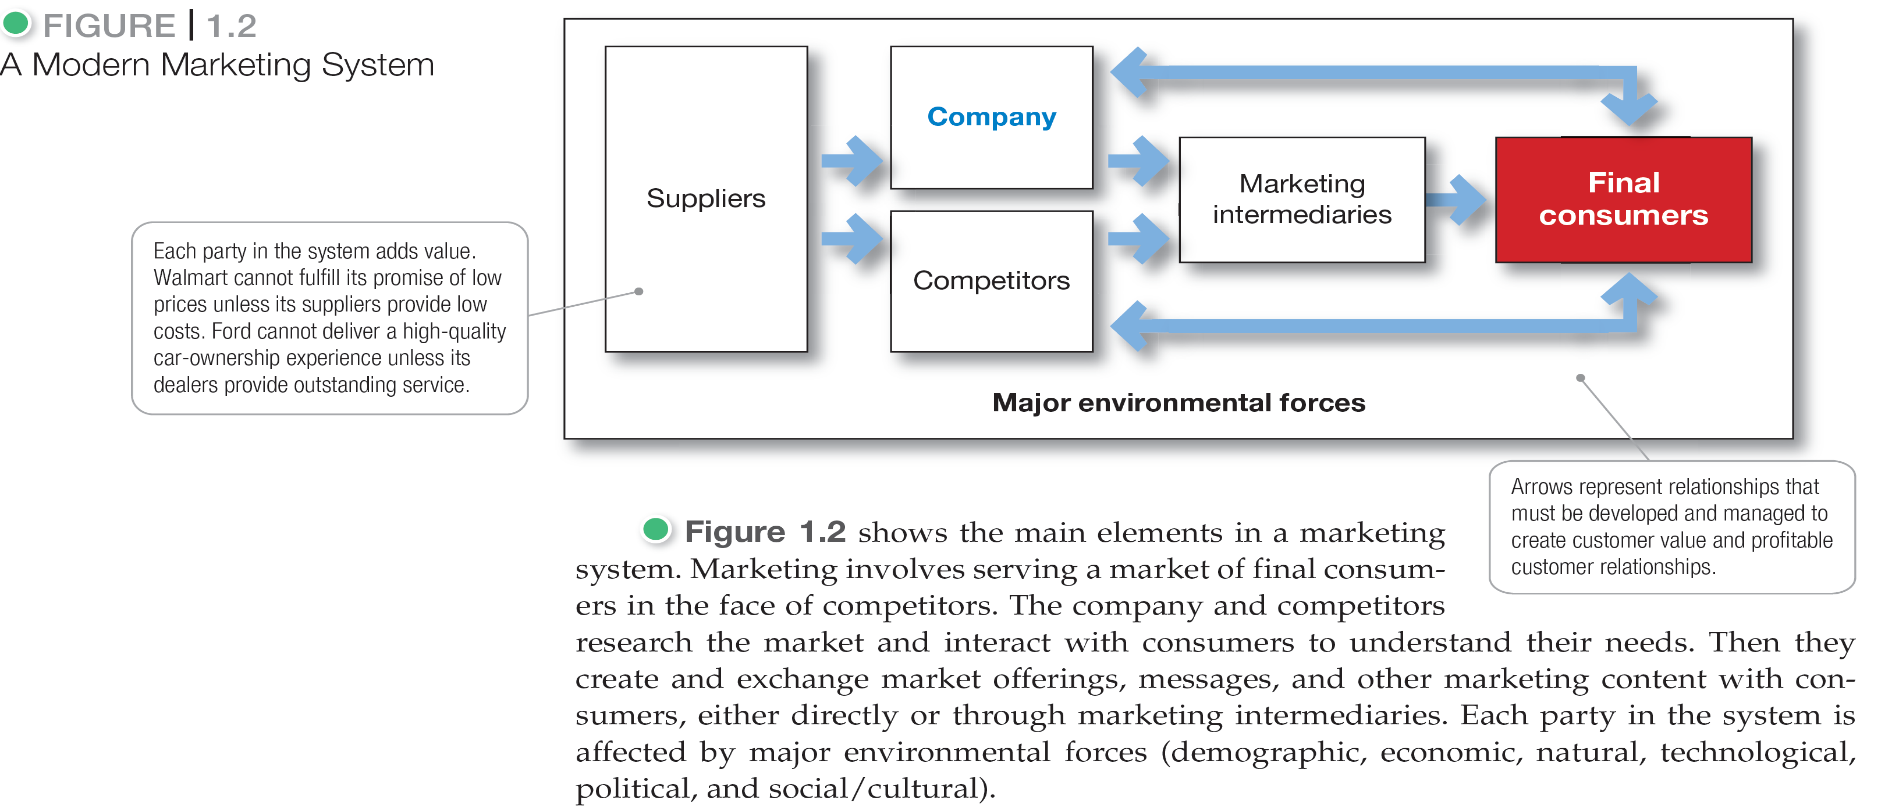 FIGURE | 1.2
A Modern Marketing System
Suppliers
Company
Competitors
Marketing
intermediaries
Final
consumers
Major environmental forces
Each party in the system adds value.
Walmart cannot fulfill its promise of low
prices unless its suppliers provide low
costs. Ford cannot deliver a high-quality
car-ownership experience unless its
dealers provide outstanding service.
Arrows represent relationships that
must be developed and managed to
create customer value and profitable
customer relationships.
Figure 1.2 shows the main elements in a marketing
system. Marketing involves serving a market of final consum-
ers in the face of competitors. The company and competitors
research the market and interact with consumers to understand their needs. Then they
create and exchange market offerings, messages, and other marketing content with con-
sumers, either directly or through marketing intermediaries. Each party in the system is
affected by major environmental forces (demographic, economic, natural, technological,
political, and social/cultural).